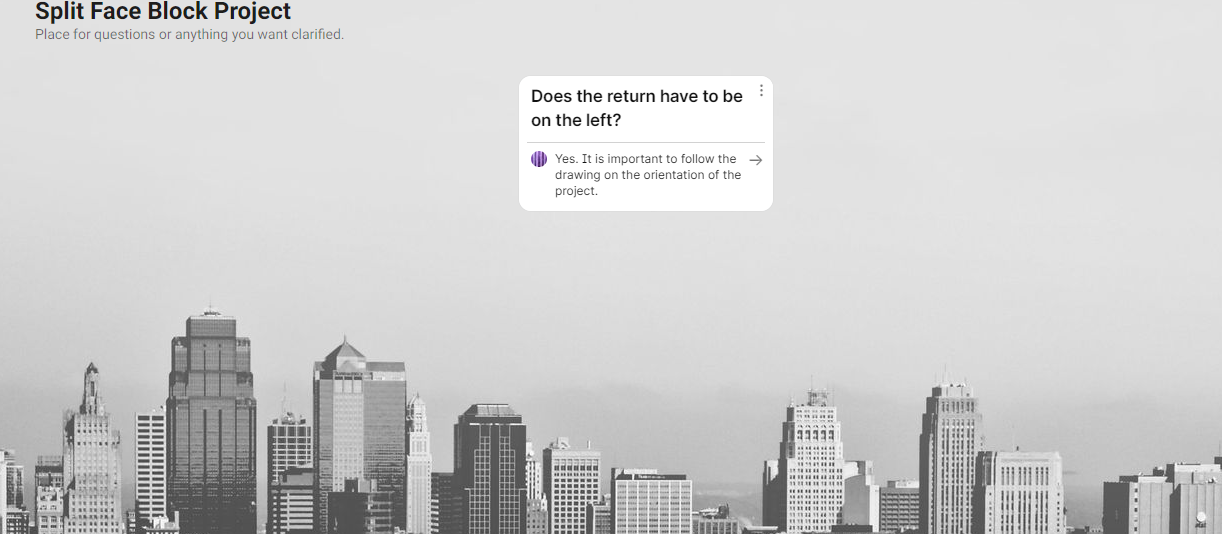 Split Face Block Project
Place for questions or anything you want clarified.
Does the return have to be
on the left?
Yes. It is important to follow the
drawing on the orientation of the
project.